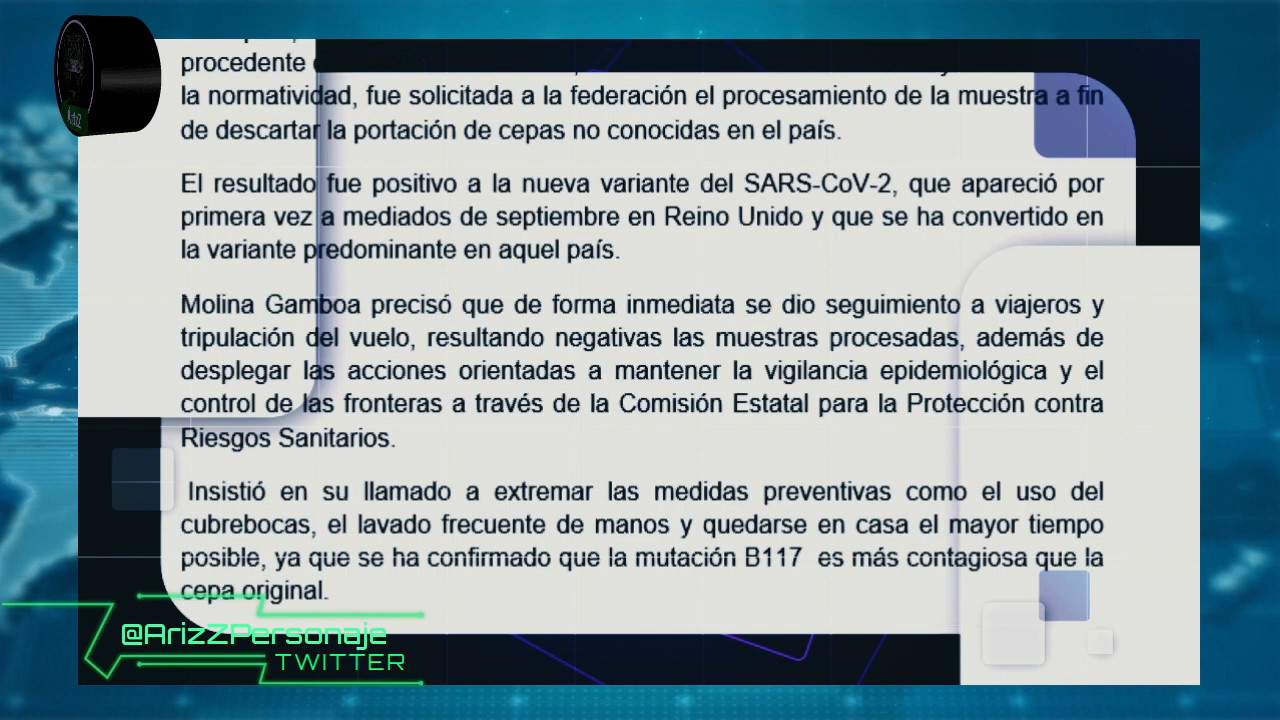 procedente
la normatividad, fue solicitada a la federación el procesamiento de la muestra a fin
de descartar la portación de cepas no conocidas en el país.
El resultado fue positivo a la nueva variante del SARS-CoV-2, que apareció por
primera vez a mediados de septiembre en Reino Unido y que se ha convertido en
la variante predominante en aquel país.
Molina Gamboa precisó que de forma inmediata se dio seguimiento a viajeros y
tripulación del vuelo, resultando negativas las muestras procesadas, además de
desplegar las acciones orientadas a mantener la vigilancia epidemiológica y el
control de las fronteras a través de la Comisión Estatal para la Protección contra
Riesgos Sanitarios.
Insistió en su llamado a extremar las medidas preventivas como el uso del
cubrebocas, el lavado frecuente de manos y quedarse en casa el mayor tiempo
posible, ya que se ha confirmado que la mutación B117 es más contagiosa que la
cepa original.
@ArizZPersonaje
TWITTER